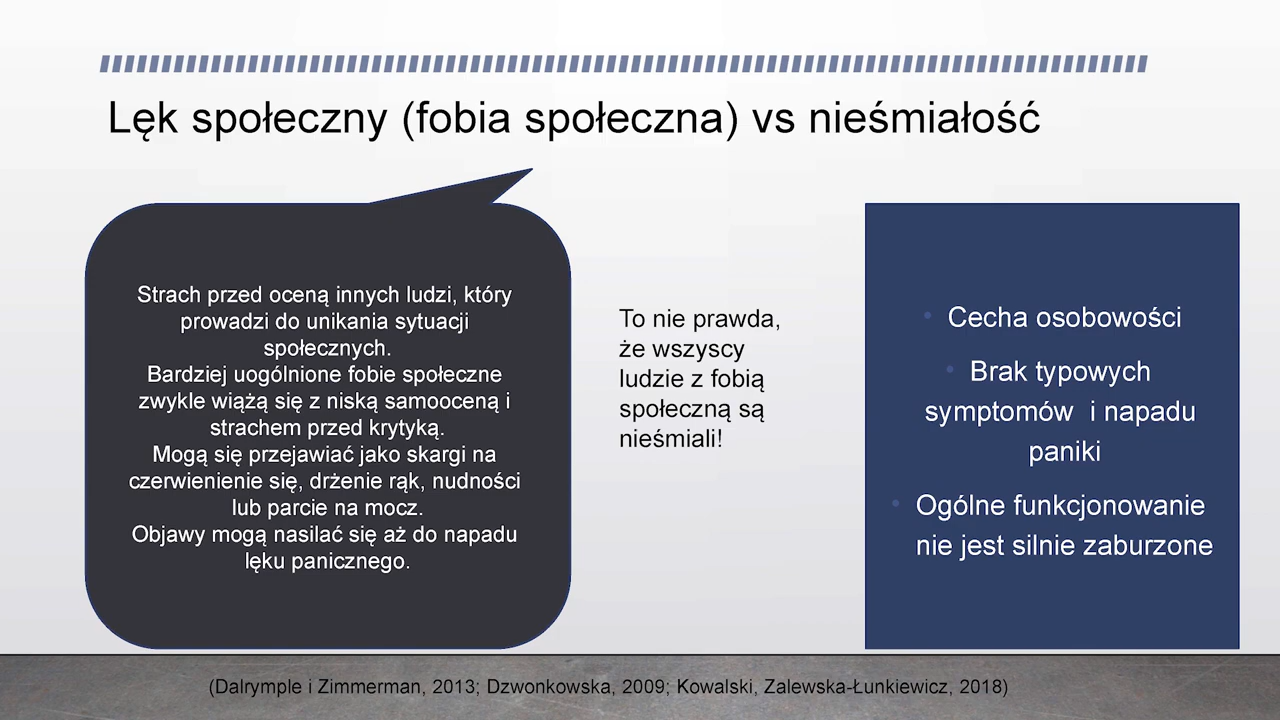 Lęk społeczny (fobia społeczna) vs nieśmiałość
Strach przed oceną innych ludzi, który
prowadzi do unikania sytuacji
społecznych.
Bardziej uogólnione fobie społeczne
zwykle wiążą się z niską samooceną i
strachem przed krytyką.
Mogą się przejawiać jako skargi na
czerwienienie się, drżenie rąk, nudności
lub parcie na mocz.
Objawy mogą nasilać się aż do napadu
lęku panicznego.
To nie prawda,
że wszyscy
ludzie z fobią
społeczną są
nieśmiali!
• Cecha osobowości
• Brak typowych
symptomów i napadu
paniki
• Ogólne funkcjonowanie
nie jest silnie zaburzone
(Dalrymple i Zimmerman, 2013; Dzwonkowska, 2009; Kowalski, Zalewska-Łunkiewicz, 2018)